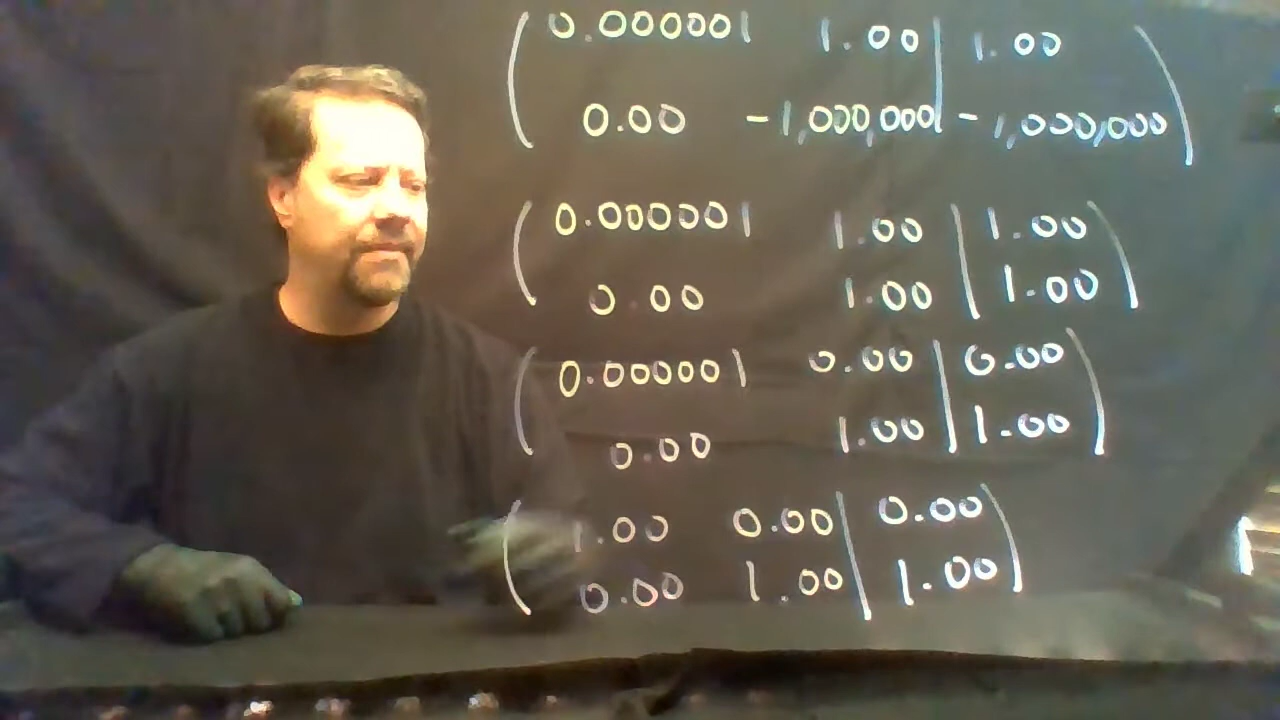 ( 0.000001 1.00 | 1.00 )
( 0.00 -1,000,000 | -1,000,000 )
( 0.000001 1.00 | 1.00 )
( 0.00 1.00 | 1.00 )
( 0.000001 0.00 | 0.00 )
( 0.00 1.00 | 1.00 )
( 1.00 0.00 | 0.00 )
( 0.00 1.00 | 1.00 )